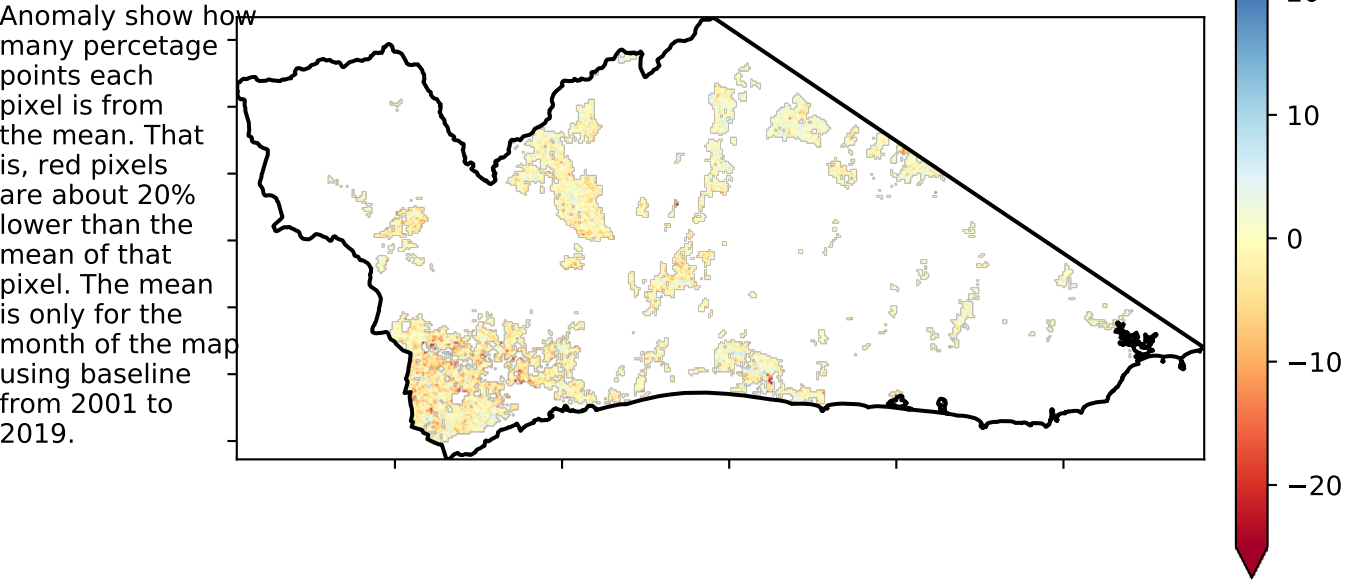 Anomaly show how
many percetage
points each
pixel is from
the mean. That
is, red pixels
are about 20%
lower than the
mean of that
pixel. The mean
is only for the
month of the map
using baseline
from 2001 to
2019.
10
0
−10
−20